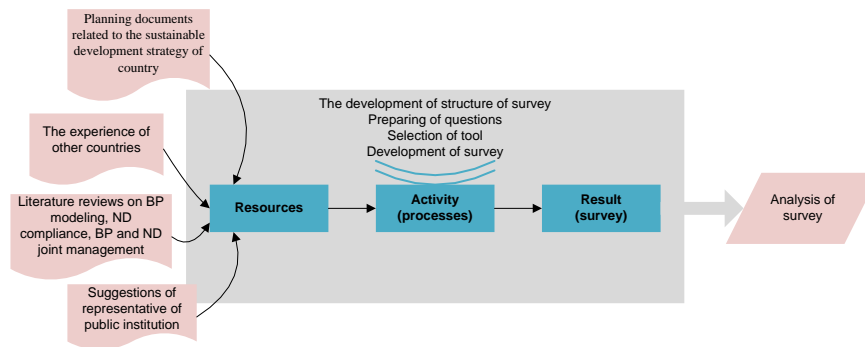 Planning documents
related to the sustainable
development strategy of
country
The experience of
other countries
Literature reviews on BP
modeling, ND
compliance, BP and ND
joint management
Suggestions of
representative of
public institution
The development of structure of survey
Preparing of questions
Selection of tool
Development of survey
Resources
Activity
(processes)
Result
(survey)
Analysis of
survey